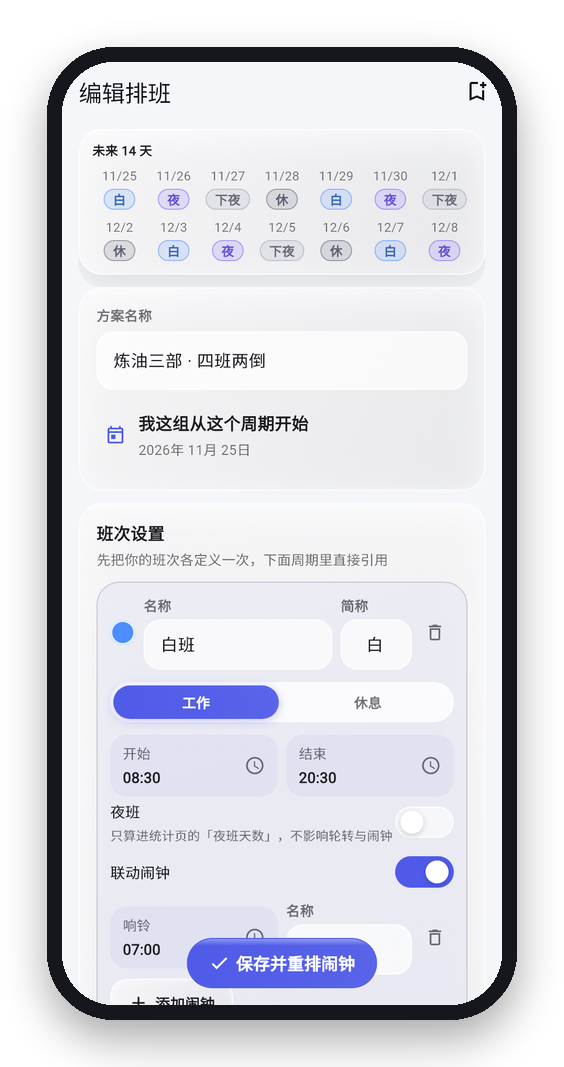 编辑排班
未来 14 天
11/25 11/26 11/27 11/28 11/29 11/30 12/1
白 夜 下夜 休 白 夜 下夜
12/2 12/3 12/4 12/5 12/6 12/7 12/8
休 白 夜 下夜 休 白 夜
方案名称
炼油三部 · 四班两倒
我这组从这个周期开始
2026年 11月 25日
班次设置
先把你的班次各定义一次，下面周期里直接引用
名称 简称
白班 白
工作 休息
开始 结束
08:30 20:30
夜班
只算进统计页的「夜班天数」，不影响轮转与闹钟
联动闹钟
响铃 名称
07:00
保存并重排闹钟
添加闹钟